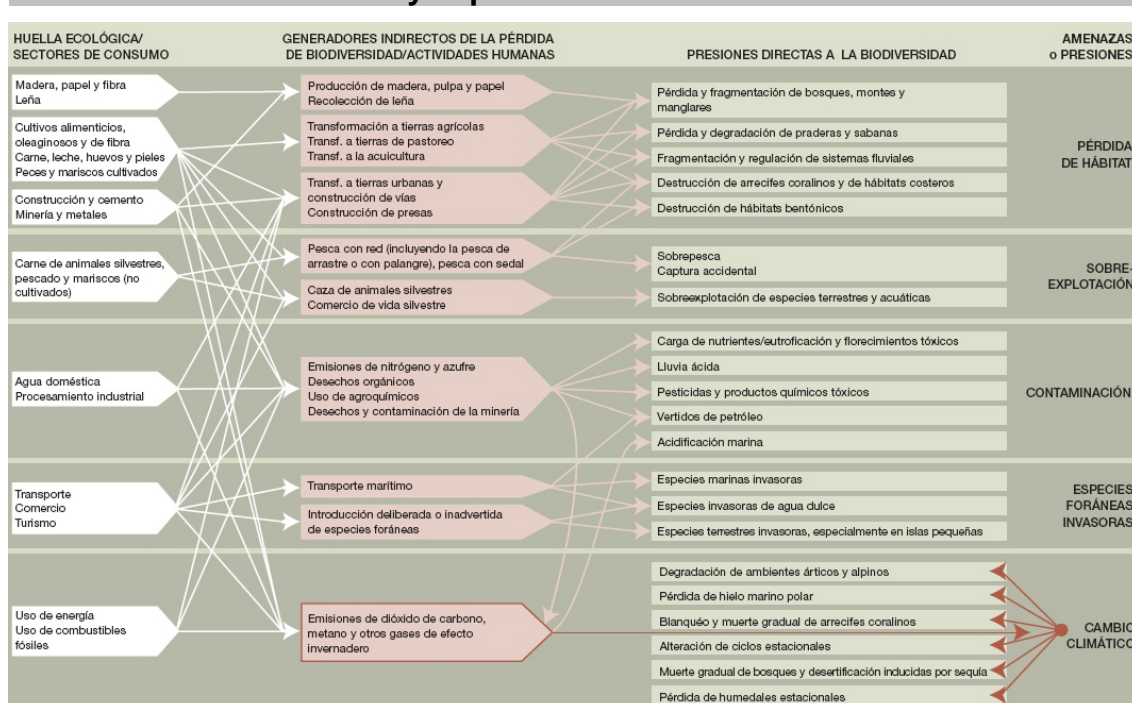 HUELLA ECOLÓGICA/
SECTORES DE CONSUMO
GENERADORES INDIRECTOS DE LA PÉRDIDA
DE BIODIVERSIDAD/ACTIVIDADES HUMANAS
PRESIONES DIRECTAS A LA BIODIVERSIDAD
AMENAZAS
o PRESIONES
Madera, papel y fibra
Leña
Cultivos alimenticios,
oleaginosos y de fibra
Carne, leche, huevos y pieles
Peces y mariscos cultivados
Construcción y cemento
Minería y metales
Producción de madera, pulpa y papel
Recolección de leña
Transformación a tierras agrícolas
Transf. a tierras de pastoreo
Transf. a la acuicultura
Transf. a tierras urbanas y
construcción de vías
Construcción de presas
Pérdida y fragmentación de bosques, montes y
manglares
Pérdida y degradación de praderas y sabanas
Fragmentación y regulación de sistemas fluviales
Destrucción de arrecifes coralinos y de hábitats costeros
Destrucción de hábitats bentónicos
PÉRDIDA
DE HÁBITAT
Carne de animales silvestres,
pescado y mariscos (no
cultivados)
Pesca con red (incluyendo la pesca de
arrastre o con palangre), pesca con sedal
Caza de animales silvestres
Comercio de vida silvestre
Sobrepesca
Captura accidental
Sobreexplotación de especies terrestres y acuáticas
SOBRE-
EXPLOTACIÓN
Agua doméstica
Procesamiento industrial
Emisiones de nitrógeno y azufre
Desechos orgánicos
Uso de agroquímicos
Desechos y contaminación de la minería
Carga de nutrientes/eutroficación y florecimientos tóxicos
Lluvia ácida
Pesticidas y productos químicos tóxicos
Vertidos de petróleo
Acidificación marina
CONTAMINACIÓN
Transporte
Comercio
Turismo
Transporte marítimo
Introducción deliberada o inadvertida
de especies foráneas
Especies marinas invasoras
Especies invasoras de agua dulce
Especies terrestres invasoras, especialmente en islas pequeñas
ESPECIES
FORÁNEAS
INVASORAS
Uso de energía
Uso de combustibles
fósiles
Emisiones de dióxido de carbono,
metano y otros gases de efecto
invernadero
Degradación de ambientes árticos y alpinos
Pérdida de hielo marino polar
Blanquéo y muerte gradual de arrecifes coralinos
Alteración de ciclos estacionales
Muerte gradual de bosques y desertificación inducidas por sequía
Pérdida de humedales estacionales
CAMBIO
CLIMÁTICO